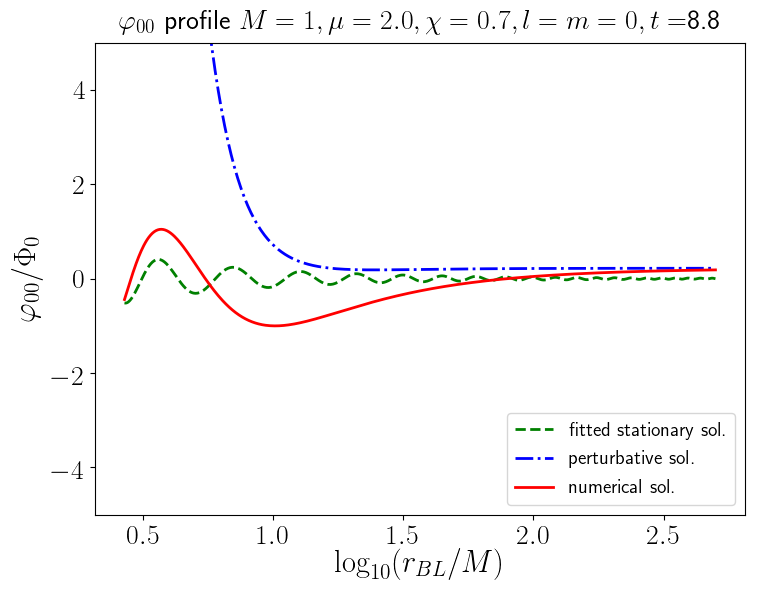 φ₀₀ profile M = 1, μ = 2.0, χ = 0.7, l = m = 0, t =8.8
φ₀₀/Φ₀
4
2
0
−2
−4
fitted stationary sol.
perturbative sol.
numerical sol.
0.5 1.0 1.5 2.0 2.5
log₁₀(r_BL/M)